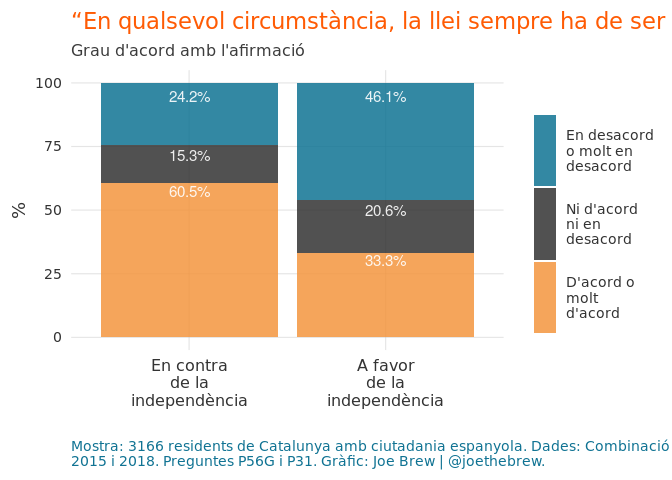 “En qualsevol circumstància, la llei sempre ha de ser
Grau d'acord amb l'afirmació
100
75
50
25
0
%
24.2%
15.3%
60.5%
46.1%
20.6%
33.3%
En contra
de la
independència
A favor
de la
independència
En desacord
o molt en
desacord
Ni d'acord
ni en
desacord
D'acord o
molt
d'acord
Mostra: 3166 residents de Catalunya amb ciutadania espanyola. Dades: Combinació
2015 i 2018. Preguntes P56G i P31. Gràfic: Joe Brew | @joethebrew.